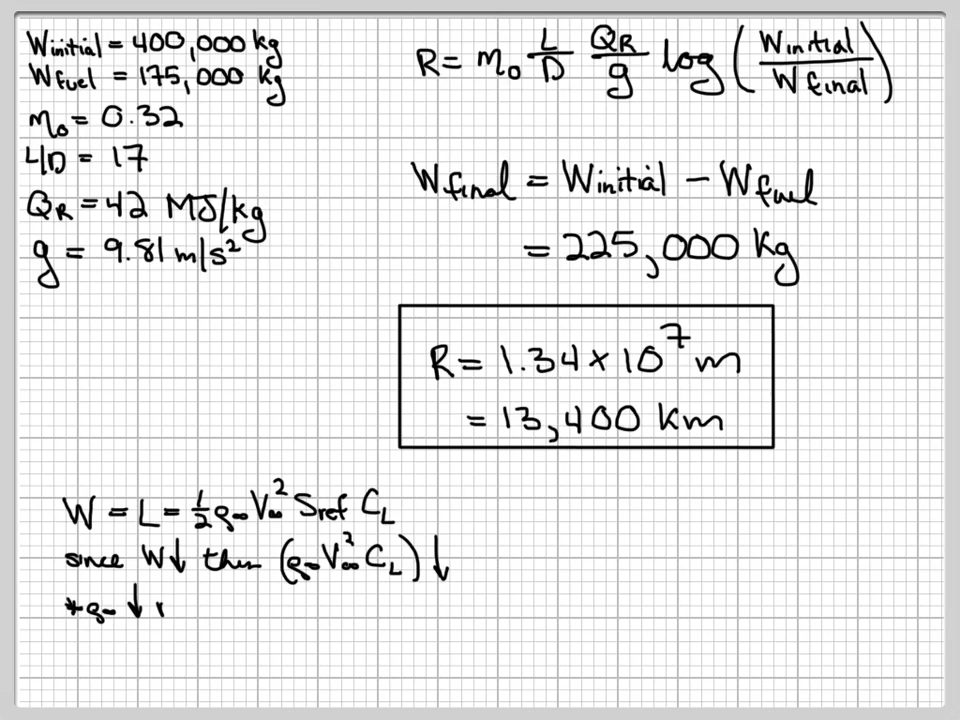 Winitial = 400,000 kg
Wfuel = 175,000 kg
η₀ = 0.32
L/D = 17
QR = 42 MJ/kg
g = 9.81 m/s²
R = η₀ L/D QR/g log (Winitial/Wfinal)
Wfinal = Winitial - Wfuel
= 225,000 kg
R = 1.34 × 10⁷ m
= 13,400 km
W = L = ½ ρ∞ V∞² Sref CL
since W↓ then (ρ∞ V∞² CL)↓
*ρ∞ ↓